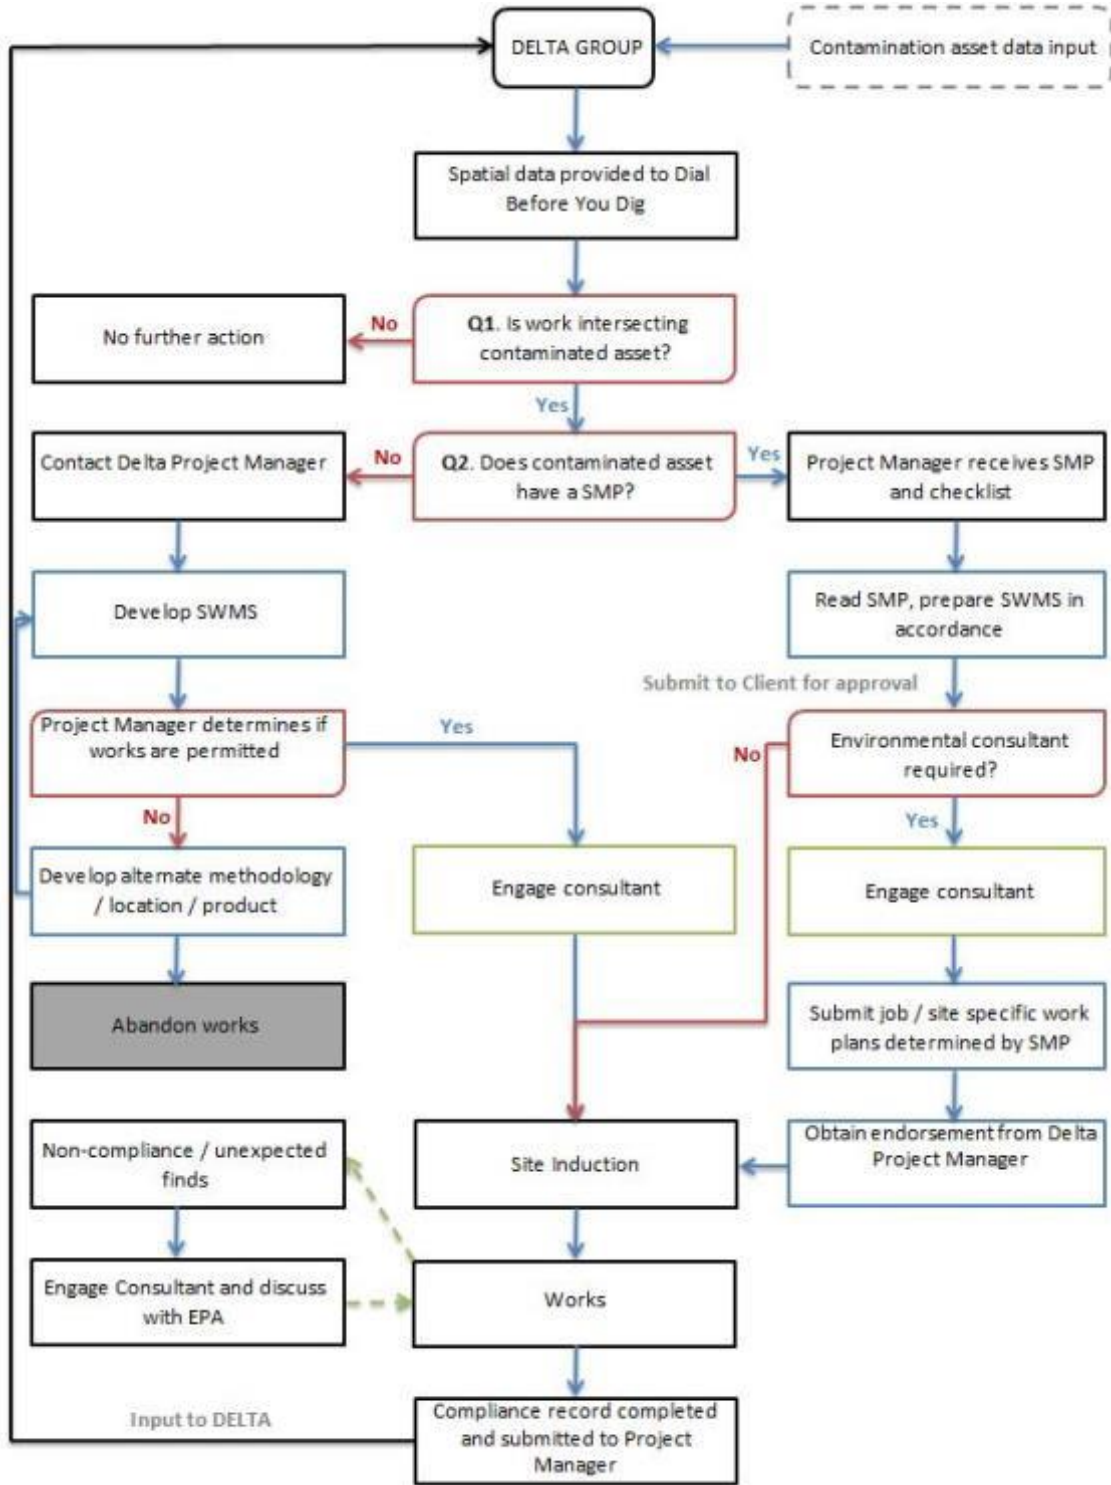 DELTA GROUP
Contamination asset data input
Spatial data provided to Dial
Before You Dig
No further action
No
Q1. Is work intersecting
contaminated asset?
Yes
Contact Delta Project Manager
No
Q2. Does contaminated asset
have a SMP?
Yes
Project Manager receives SMP
and checklist
Develop SWMS
Read SMP, prepare SWMS in
accordance
Submit to Client for approval
Project Manager determines if
works are permitted
Yes
No
Environmental consultant
required?
No
Yes
Develop alternate methodology
/ location / product
Engage consultant
Engage consultant
Abandon works
Submit job / site specific work
plans determined by SMP
Non-compliance / unexpected
finds
Site Induction
Obtain endorsement from Delta
Project Manager
Engage Consultant and discuss
with EPA
Works
Input to DELTA
Compliance record completed
and submitted to Project
Manager